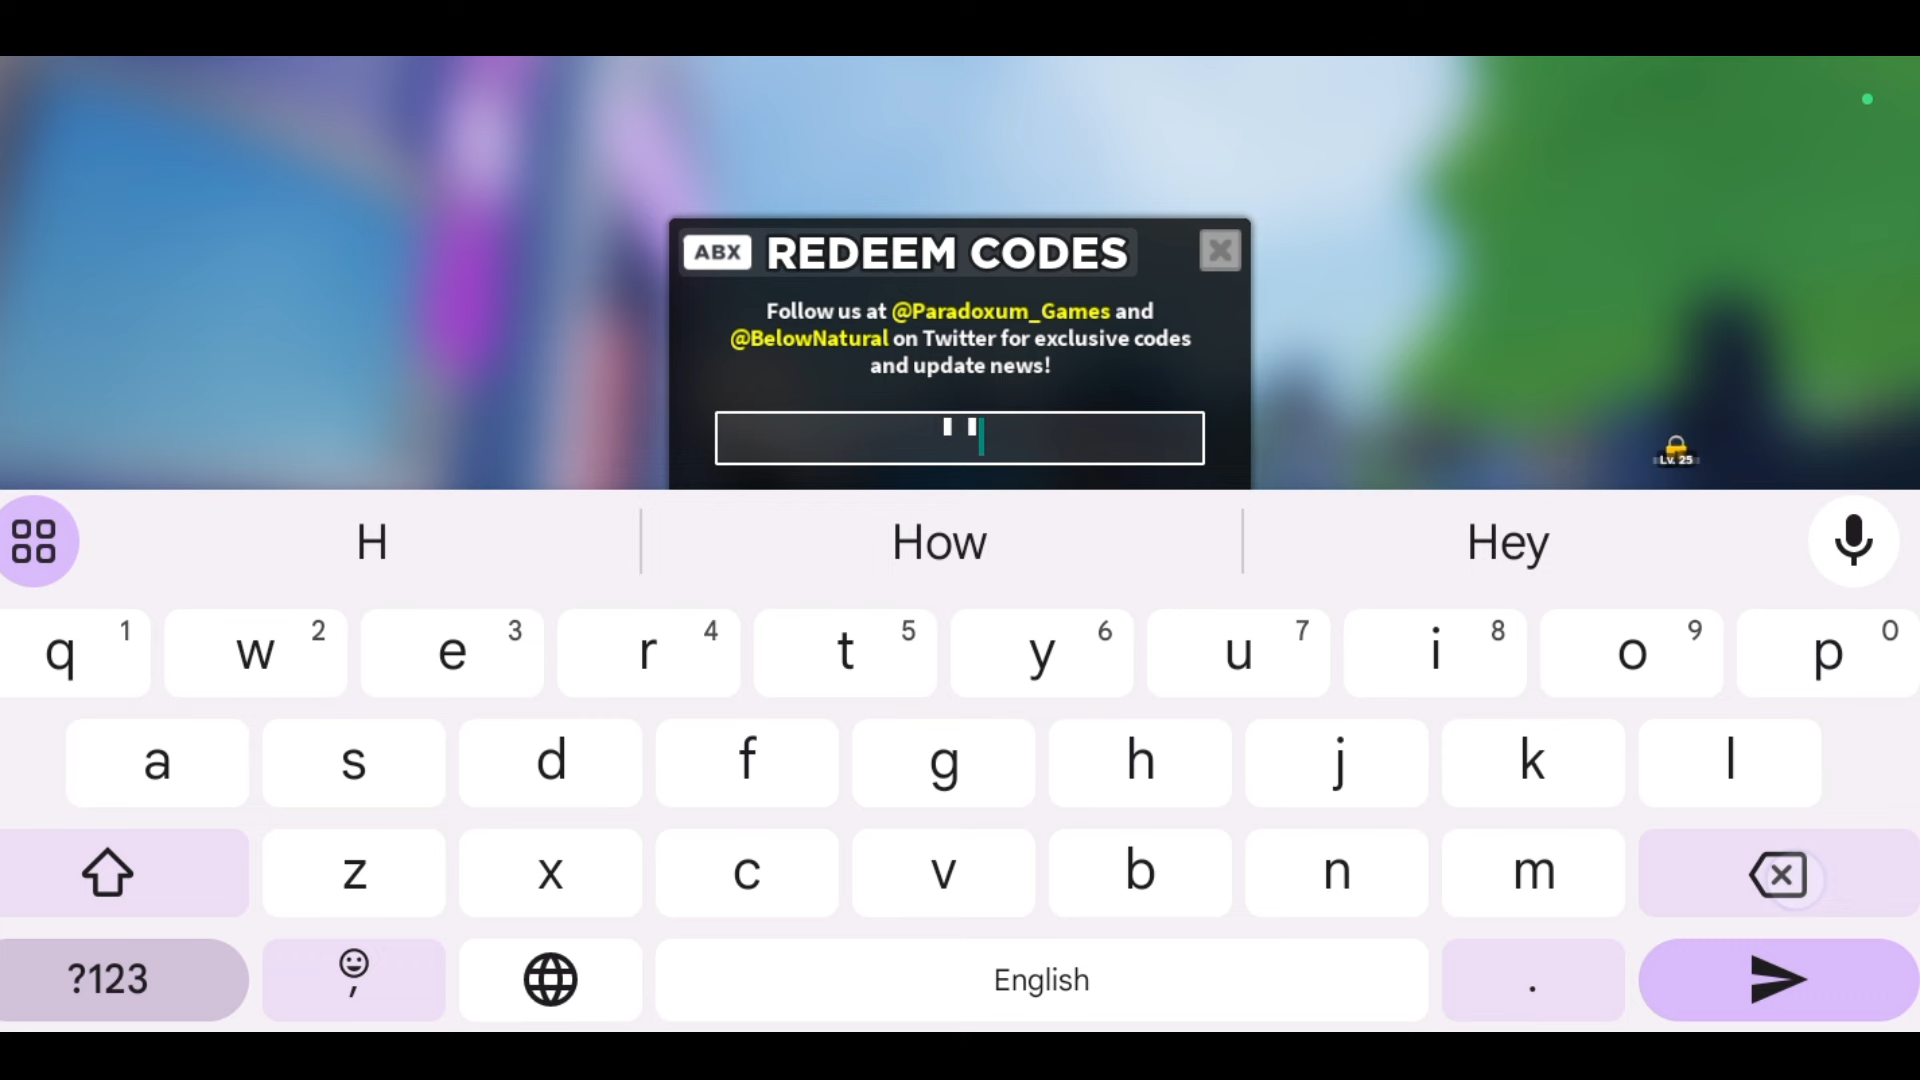 ABX REDEEM CODES
Follow us at @Paradoxum_Games and
@BelowNatural on Twitter for exclusive codes
and update news!
Lv. 25
H How Hey
q 1 w 2 e 3 r 4 t 5 y 6 u 7 i 8 o 9 p 0
a s d f g h j k l
z x c v b n m
?123 , English .